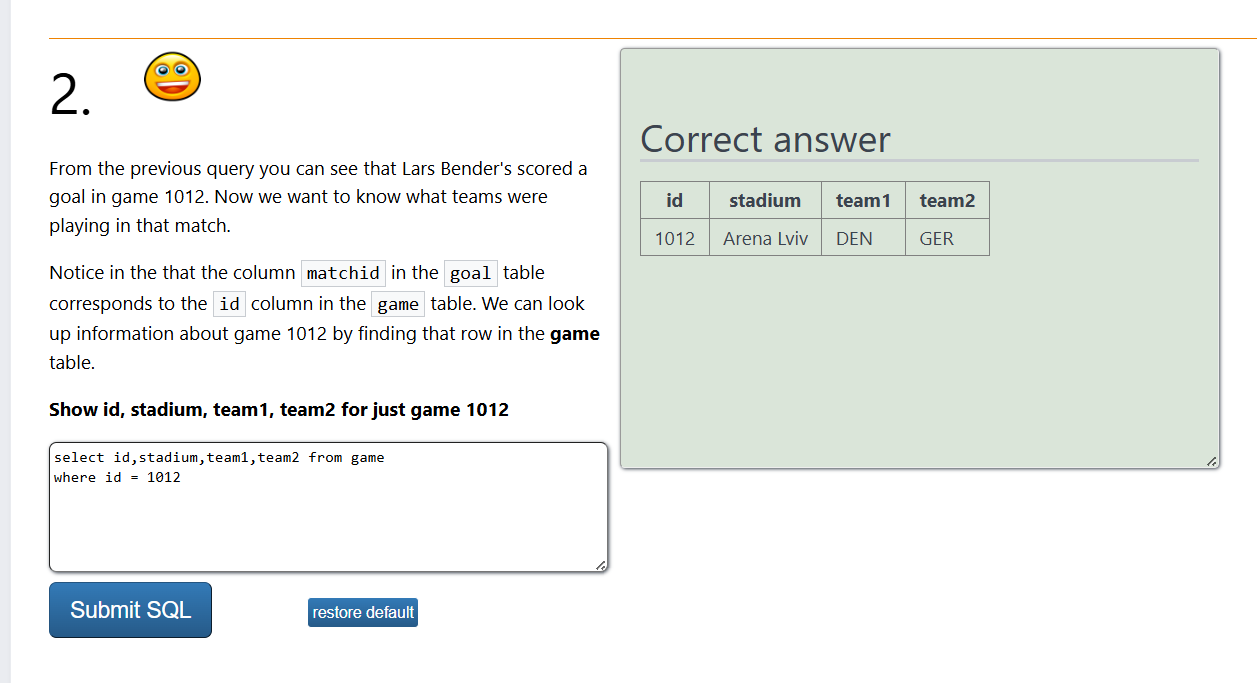 2.
From the previous query you can see that Lars Bender's scored a
goal in game 1012. Now we want to know what teams were
playing in that match.
Notice in the that the column matchid in the goal table
corresponds to the id column in the game table. We can look
up information about game 1012 by finding that row in the game
table.
Show id, stadium, team1, team2 for just game 1012
select id,stadium,team1,team2 from game
where id = 1012
Submit SQL restore default
Correct answer
id stadium team1 team2
1012 Arena Lviv DEN GER